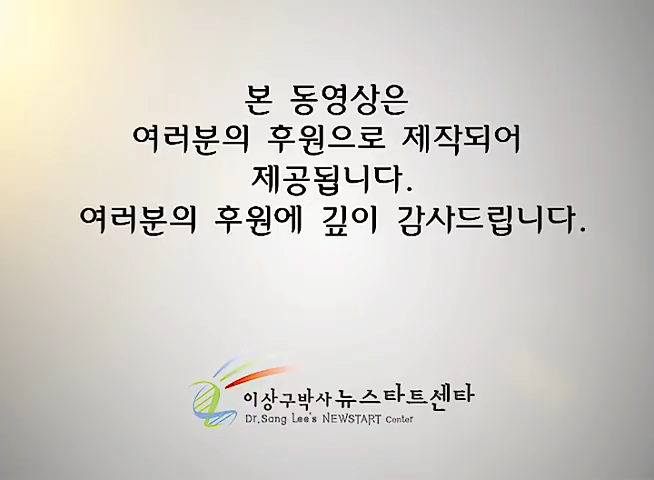 본 동영상은
여러분의 후원으로 제작되어
제공됩니다.
여러분의 후원에 깊이 감사드립니다.
이상구박사 뉴스타트센타
Dr.Sang Lee's NEWSTART Center